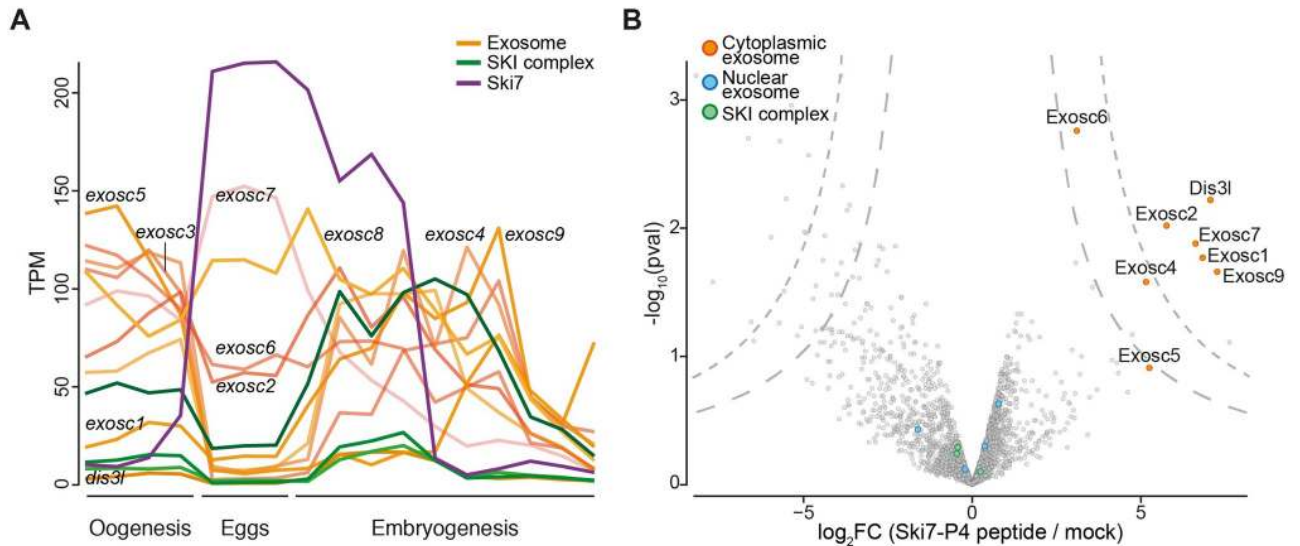 A
Exosome
SKI complex
Ski7
TPM
200
150
100
50
0
exosc5
exosc3
exosc7
exosc8
exosc4
exosc9
exosc6
exosc2
exosc1
dis3l
Oogenesis
Eggs
Embryogenesis
B
Cytoplasmic
exosome
Nuclear
exosome
SKI complex
-log10(pval)
3
2
1
0
Exosc6
Dis3l
Exosc2
Exosc7
Exosc1
Exosc4
Exosc9
Exosc5
−5
0
5
log2FC (Ski7-P4 peptide / mock)